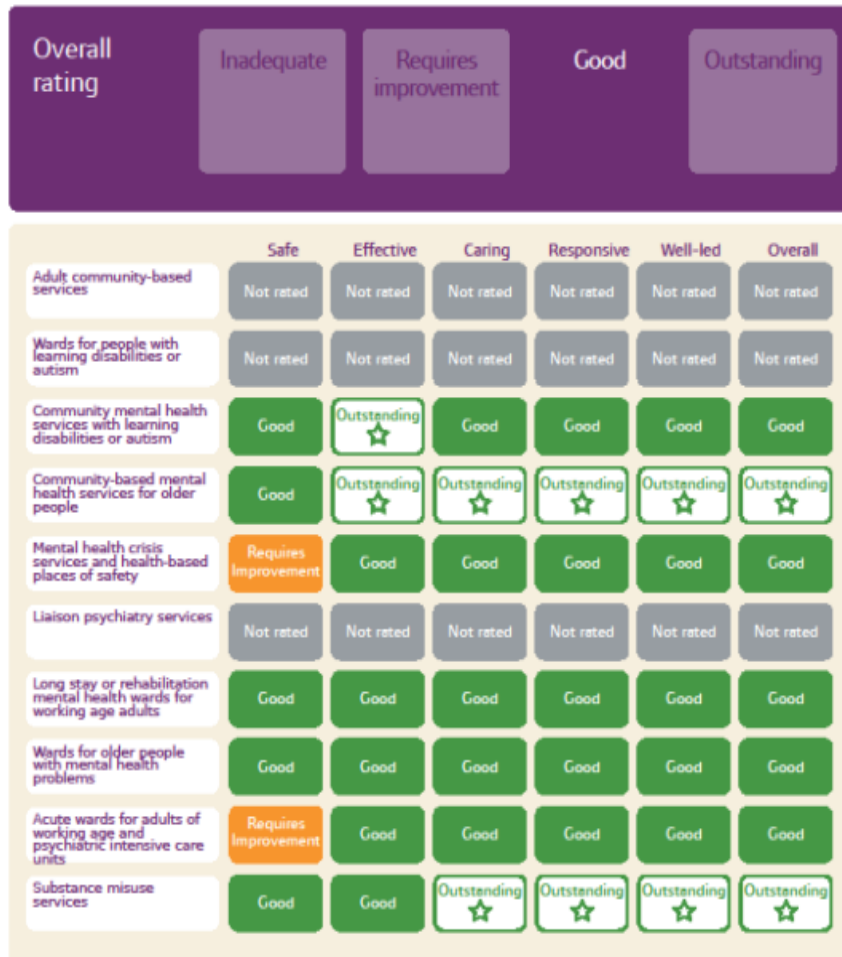 Overall
rating
Inadequate
Requires
improvement
Good
Outstanding
Safe Effective Caring Responsive Well-led Overall
Adult community-based
services
Not rated Not rated Not rated Not rated Not rated Not rated
Wards for people with
learning disabilities or
autism
Not rated Not rated Not rated Not rated Not rated Not rated
Community mental health
services with learning
disabilities or autism
Good Outstanding Good Good Good Good
Community-based mental
health services for older
people
Good Outstanding Outstanding Outstanding Outstanding Outstanding
Mental health crisis
services and health-based
places of safety
Requires
Improvement
Good Good Good Good Good
Liaison psychiatry services
Not rated Not rated Not rated Not rated Not rated Not rated
Long stay or rehabilitation
mental health wards for
working age adults
Good Good Good Good Good Good
Wards for older people
with mental health
problems
Good Good Good Good Good Good
Acute wards for adults of
working age and
psychiatric intensive care
units
Requires
Improvement
Good Good Good Good Good
Substance misuse
services
Good Good Outstanding Outstanding Outstanding Outstanding